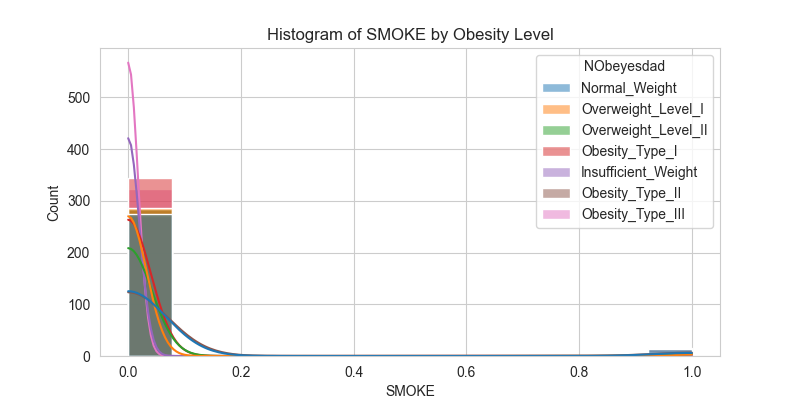 Histogram of SMOKE by Obesity Level
NObeyesdad
Normal_Weight
Overweight_Level_I
Overweight_Level_II
Obesity_Type_I
Insufficient_Weight
Obesity_Type_II
Obesity_Type_III
Count
500
400
300
200
100
0
0.0 0.2 0.4 0.6 0.8 1.0
SMOKE